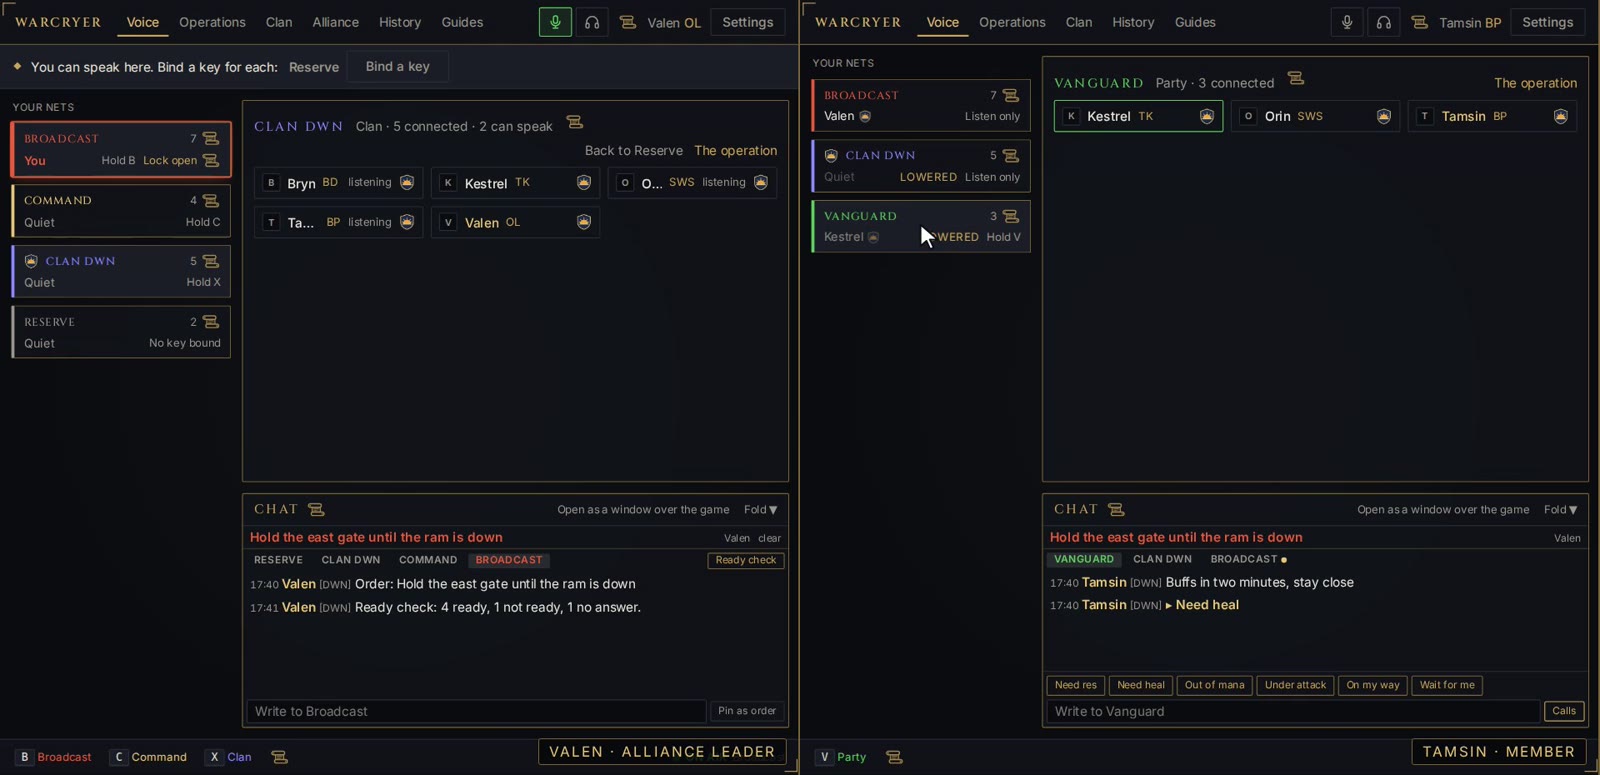 WARCRYER Voice Operations Clan Alliance History Guides Valen OL Settings
You can speak here. Bind a key for each: Reserve Bind a key
YOUR NETS
BROADCAST 7
You Hold B Lock open
COMMAND 4
Quiet Hold C
CLAN DWN 5
Quiet Hold X
RESERVE 2
Quiet No key bound
CLAN DWN Clan · 5 connected · 2 can speak
Back to Reserve The operation
B Bryn BD listening K Kestrel TK O O... SWS listening
T Ta... BP listening V Valen OL
CHAT Open as a window over the game Fold ▼
Hold the east gate until the ram is down Valen clear
RESERVE CLAN DWN COMMAND BROADCAST Ready check
17:40 Valen [DWN] Order: Hold the east gate until the ram is down
17:41 Valen [DWN] Ready check: 4 ready, 1 not ready, 1 no answer.
Write to Broadcast Pin as order
B Broadcast C Command X Clan
VALEN · ALLIANCE LEADER
WARCRYER Voice Operations Clan History Guides Tamsin BP Settings
YOUR NETS
BROADCAST 7
Valen Listen only
CLAN DWN 5
Quiet LOWERED Listen only
VANGUARD 3
Kestrel Hold V
VANGUARD Party · 3 connected The operation
K Kestrel TK O Orin SWS T Tamsin BP
CHAT Open as a window over the game Fold ▼
Hold the east gate until the ram is down Valen
VANGUARD CLAN DWN BROADCAST
17:40 Tamsin [DWN] Buffs in two minutes, stay close
17:40 Tamsin [DWN] ▸ Need heal
Need res Need heal Out of mana Under attack On my way Wait for me
Write to Vanguard Calls
V Party
TAMSIN · MEMBER